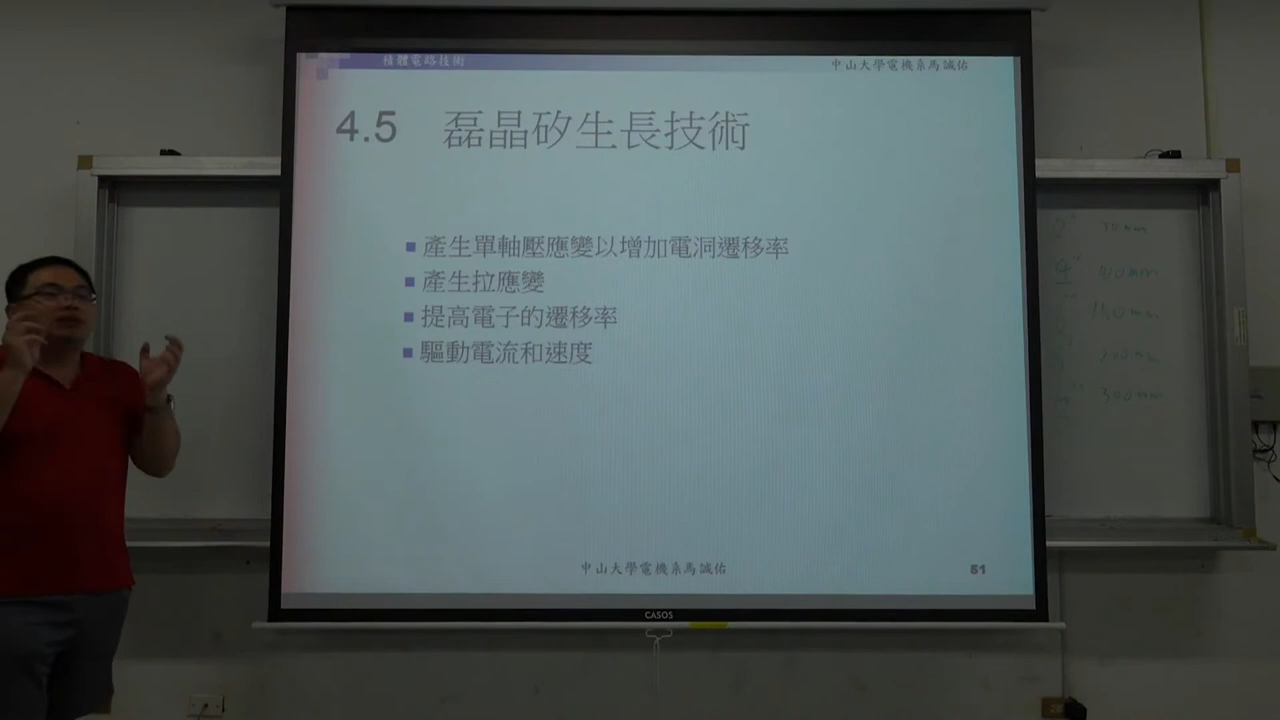 積體電路技術
中山大學電機系馬誠佑
4.5 磊晶矽生長技術
產生單軸壓應變以增加電洞遷移率
產生拉應變
提高電子的遷移率
驅動電流和速度
中山大學電機系馬誠佑
51
CASOS
2"
4"
300mm